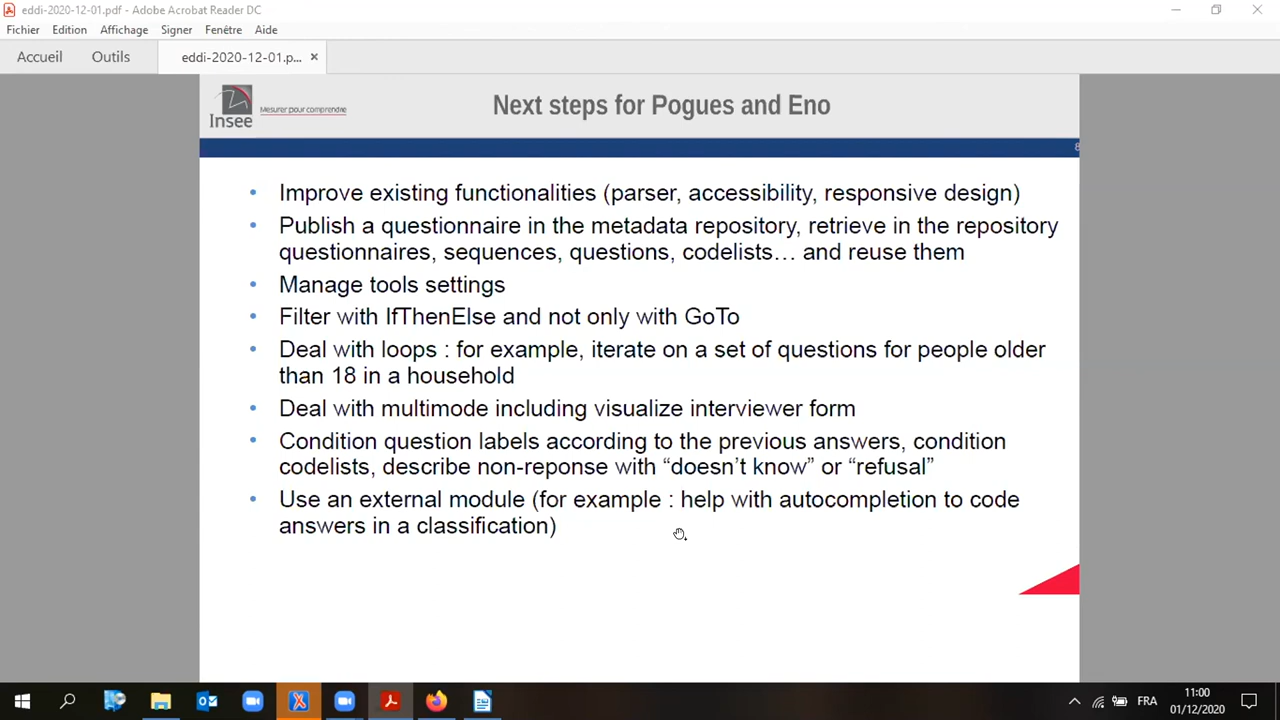 eddi-2020-12-01.pdf - Adobe Acrobat Reader DC
Fichier Edition Affichage Signer Fenêtre Aide
Accueil Outils eddi-2020-12-01.p...
Insee Mesurer pour comprendre
Next steps for Pogues and Eno
8
• Improve existing functionalities (parser, accessibility, responsive design)
• Publish a questionnaire in the metadata repository, retrieve in the repository
questionnaires, sequences, questions, codelists… and reuse them
• Manage tools settings
• Filter with IfThenElse and not only with GoTo
• Deal with loops : for example, iterate on a set of questions for people older
than 18 in a household
• Deal with multimode including visualize interviewer form
• Condition question labels according to the previous answers, condition
codelists, describe non-reponse with “doesn’t know” or “refusal”
• Use an external module (for example : help with autocompletion to code
answers in a classification)
FRA
11:00
01/12/2020